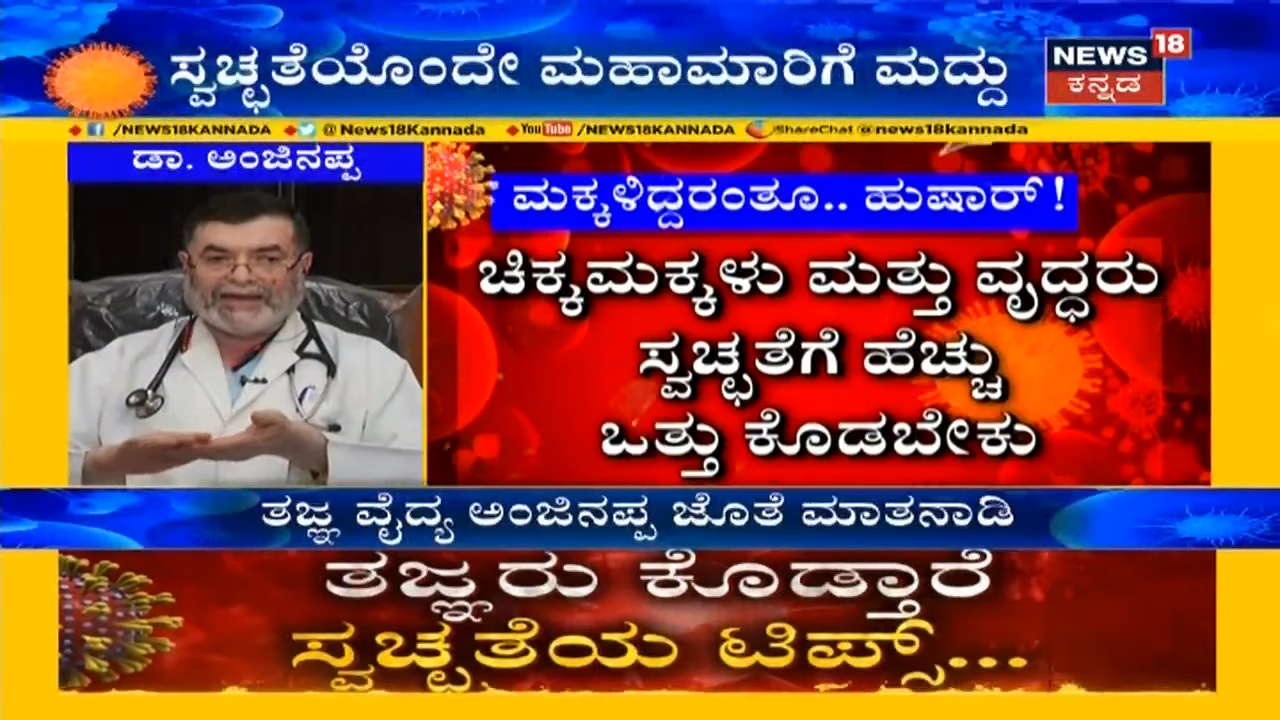 ಸ್ವಚ್ಛತೆಯೊಂದೇ ಮಹಾಮಾರಿಗೆ ಮದ್ದು
NEWS 18
ಕನ್ನಡ
/NEWS18KANNADA @News18Kannada YouTube /NEWS18KANNADA ShareChat @news18kannada
ಡಾ. ಅಂಜಿನಪ್ಪ
ಮಕ್ಕಳಿದ್ದರಂತೂ.. ಹುಷಾರ್!
ಚಿಕ್ಕಮಕ್ಕಳು ಮತ್ತು ವೃದ್ಧರು
ಸ್ವಚ್ಛತೆಗೆ ಹೆಚ್ಚು
ಒತ್ತು ಕೊಡಬೇಕು
ತಜ್ಞ ವೈದ್ಯ ಅಂಜಿನಪ್ಪ ಜೊತೆ ಮಾತನಾಡಿ
ತಜ್ಞರು ಕೊಡ್ತಾರೆ
ಸ್ವಚ್ಛತೆಯ ಟಿಪ್ಸ್...